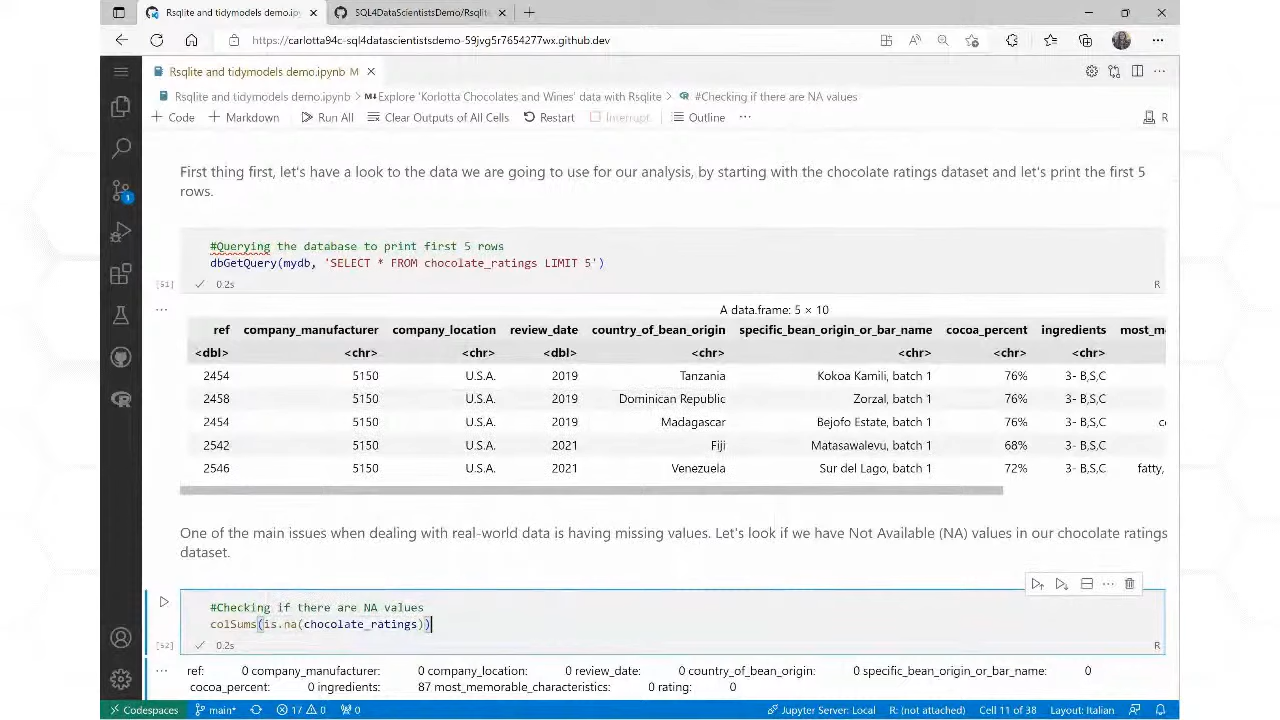 Rsqlite and tidymodels demo.ipyn
SQL4DataScientistsDemo/Rsqlit
https://carlotta94c-sql4datascientistsdemo-59jvg5r7654277wx.github.dev
Rsqlite and tidymodels demo.ipynb M
Rsqlite and tidymodels demo.ipynb > M↓Explore 'Korlotta Chocolates and Wines' data with Rsqlite > #Checking if there are NA values
+ Code + Markdown Run All Clear Outputs of All Cells Restart Interrupt Outline ... R
First thing first, let's have a look to the data we are going to use for our analysis, by starting with the chocolate ratings dataset and let's print the first 5
rows.
#Querying the database to print first 5 rows
dbGetQuery(mydb, 'SELECT * FROM chocolate_ratings LIMIT 5')
[51] 0.2s R
A data.frame: 5 × 10
ref company_manufacturer company_location review_date country_of_bean_origin specific_bean_origin_or_bar_name cocoa_percent ingredients most_m
<dbl> <chr> <chr> <dbl> <chr> <chr> <chr> <chr>
2454 5150 U.S.A. 2019 Tanzania Kokoa Kamili, batch 1 76% 3- B,S,C
2458 5150 U.S.A. 2019 Dominican Republic Zorzal, batch 1 76% 3- B,S,C
2454 5150 U.S.A. 2019 Madagascar Bejofo Estate, batch 1 76% 3- B,S,C c
2542 5150 U.S.A. 2021 Fiji Matasawalevu, batch 1 68% 3- B,S,C
2546 5150 U.S.A. 2021 Venezuela Sur del Lago, batch 1 72% 3- B,S,C fatty,
One of the main issues when dealing with real-world data is having missing values. Let's look if we have Not Available (NA) values in our chocolate ratings
dataset.
#Checking if there are NA values
colSums(is.na(chocolate_ratings))
[52] 0.2s R
ref: 0 company_manufacturer: 0 company_location: 0 review_date: 0 country_of_bean_origin: 0 specific_bean_origin_or_bar_name: 0
cocoa_percent: 0 ingredients: 87 most_memorable_characteristics: 0 rating: 0
Codespaces main* 17 0 0 Jupyter Server: Local R: (not attached) Cell 11 of 38 Layout: Italian